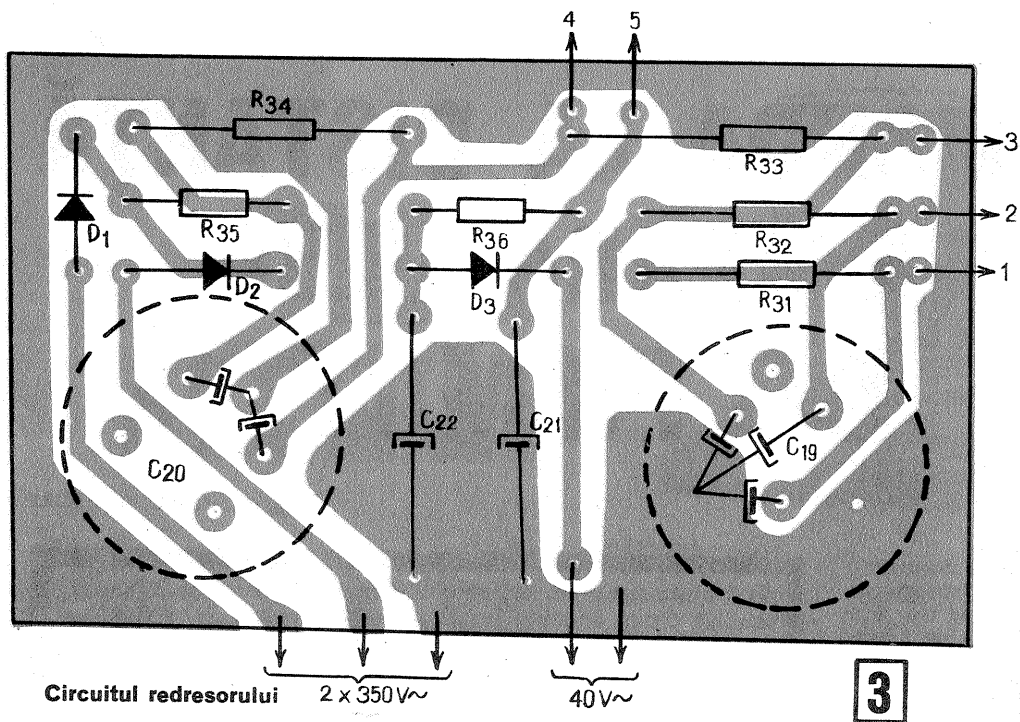 4 5
R34
R33
3
R35
R36
R32
2
D1
D2
D3
R31
1
C22
C21
C19
C20
Circuitul redresorului
2 x 350V~
40V~
3